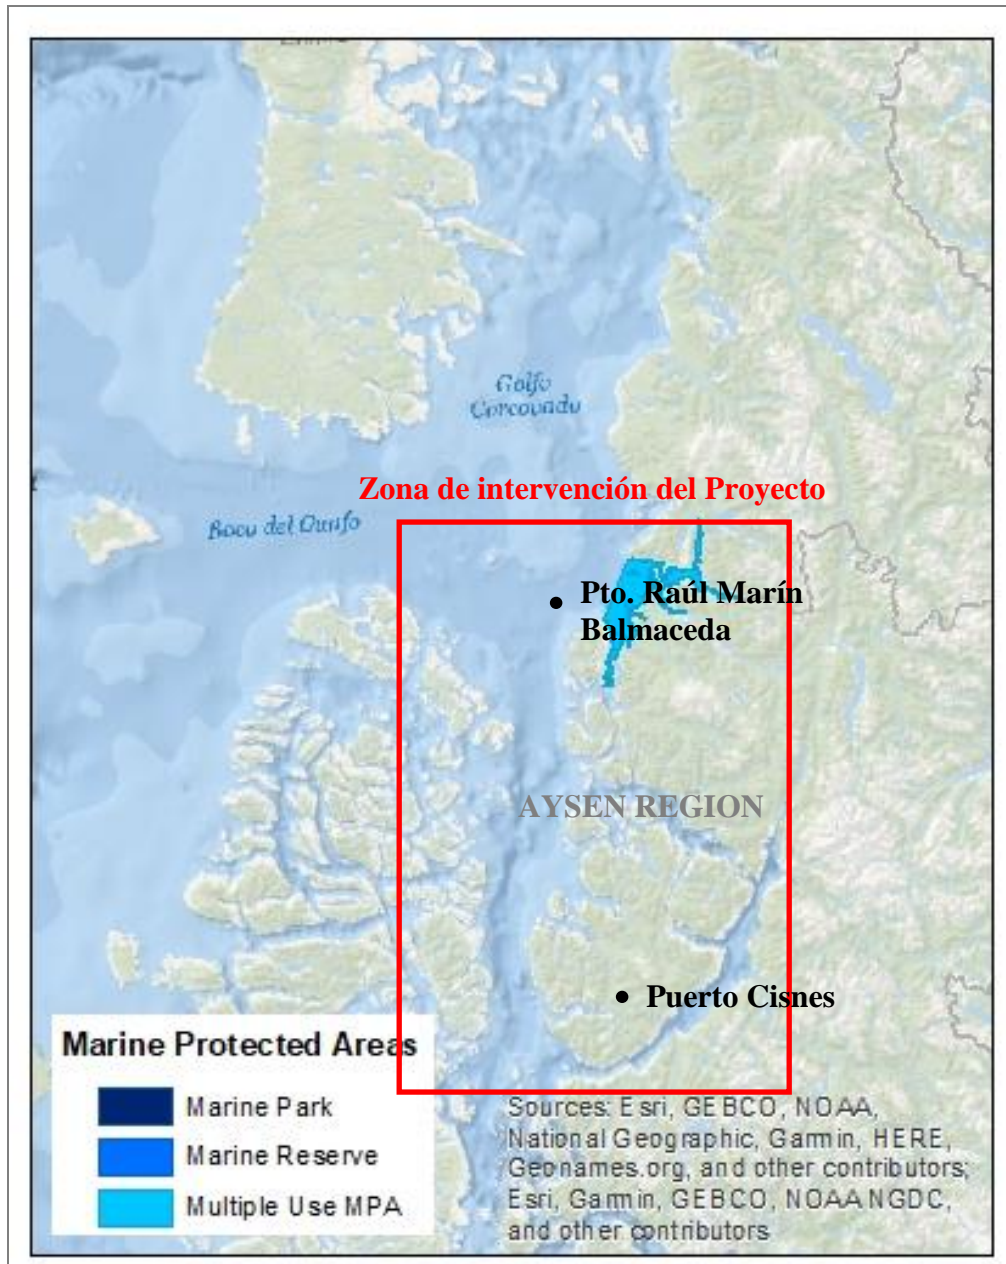 Golfo
Corcovado
Zona de intervención del Proyecto
Boca del Guafo
Pto. Raúl Marín
Balmaceda
AYSEN REGION
Puerto Cisnes
Marine Protected Areas
Marine Park
Marine Reserve
Multiple Use MPA
Sources: Esri, GEBCO, NOAA,
National Geographic, Garmin, HERE,
Geonames.org, and other contributors;
Esri, Garmin, GEBCO, NOAA NGDC,
and other contributors